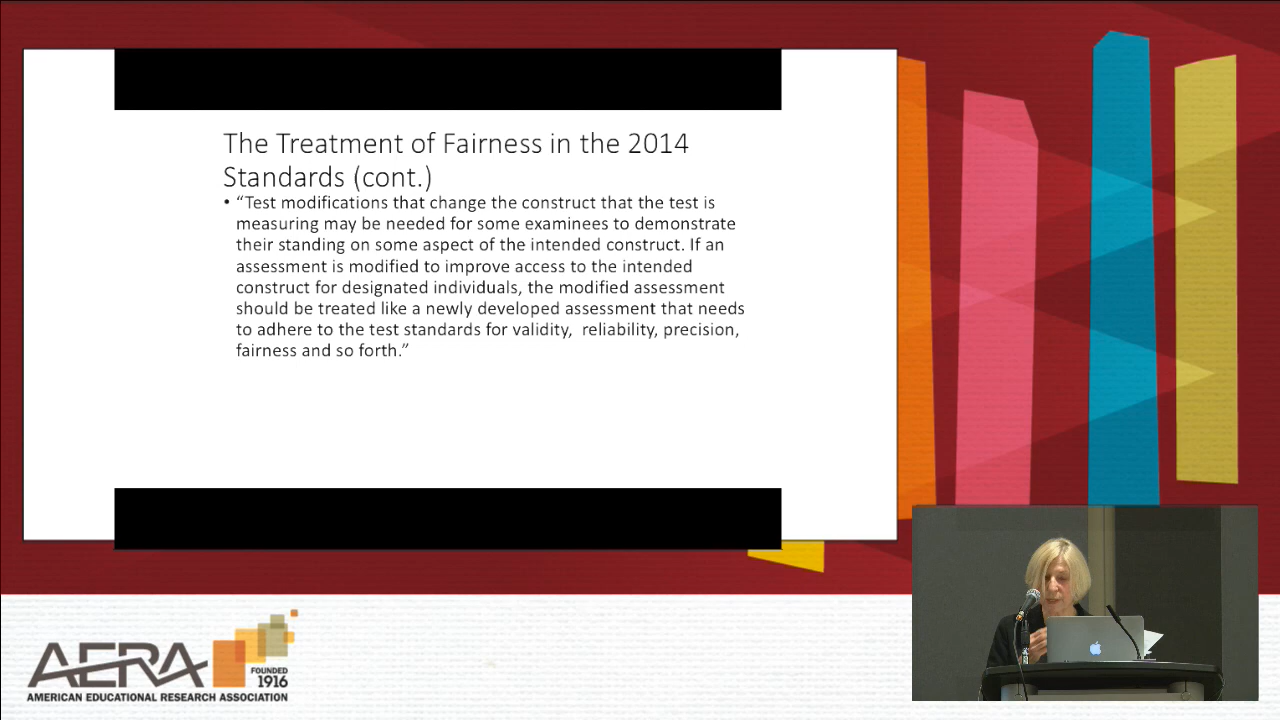 The Treatment of Fairness in the 2014
Standards (cont.)
• “Test modifications that change the construct that the test is
measuring may be needed for some examinees to demonstrate
their standing on some aspect of the intended construct. If an
assessment is modified to improve access to the intended
construct for designated individuals, the modified assessment
should be treated like a newly developed assessment that needs
to adhere to the test standards for validity,  reliability, precision,
fairness and so forth.”
AERA
FOUNDED
1916
AMERICAN EDUCATIONAL RESEARCH ASSOCIATION